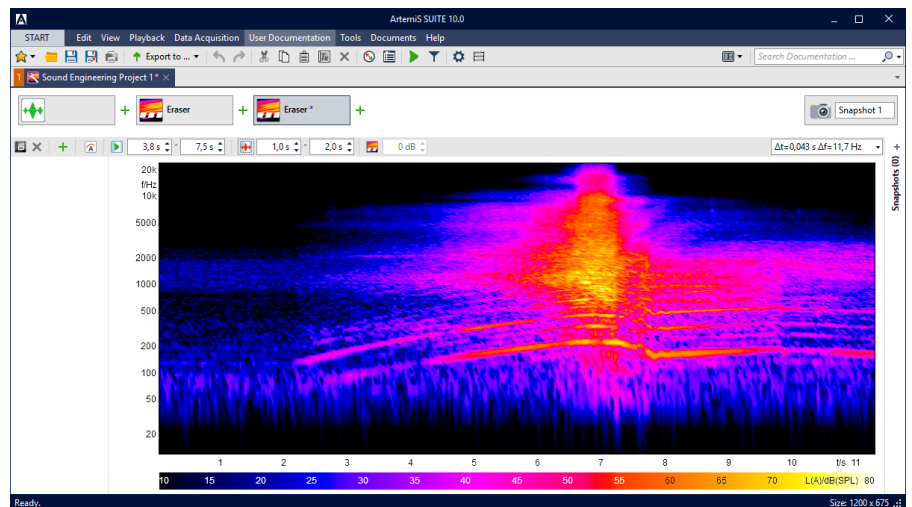 ArtemiS SUITE 10.0
START Edit View Playback Data Acquisition User Documentation Tools Documents Help
Export to ... Search Documentation ...
1 Sound Engineering Project 1*
Eraser Eraser * Snapshot 1
3,8 s - 7,5 s 1,0 s - 2,0 s 0 dB Δt=0,043 s Δf=11,7 Hz
Snapshots (0)
20k
f/Hz
10k
5000
2000
1000
500
200
100
50
20
1 2 3 4 5 6 7 8 9 10 t/s 11
10 15 20 25 30 35 40 45 50 55 60 65 70 L(A)/dB(SPL) 80
Ready. Size: 1200 x 675